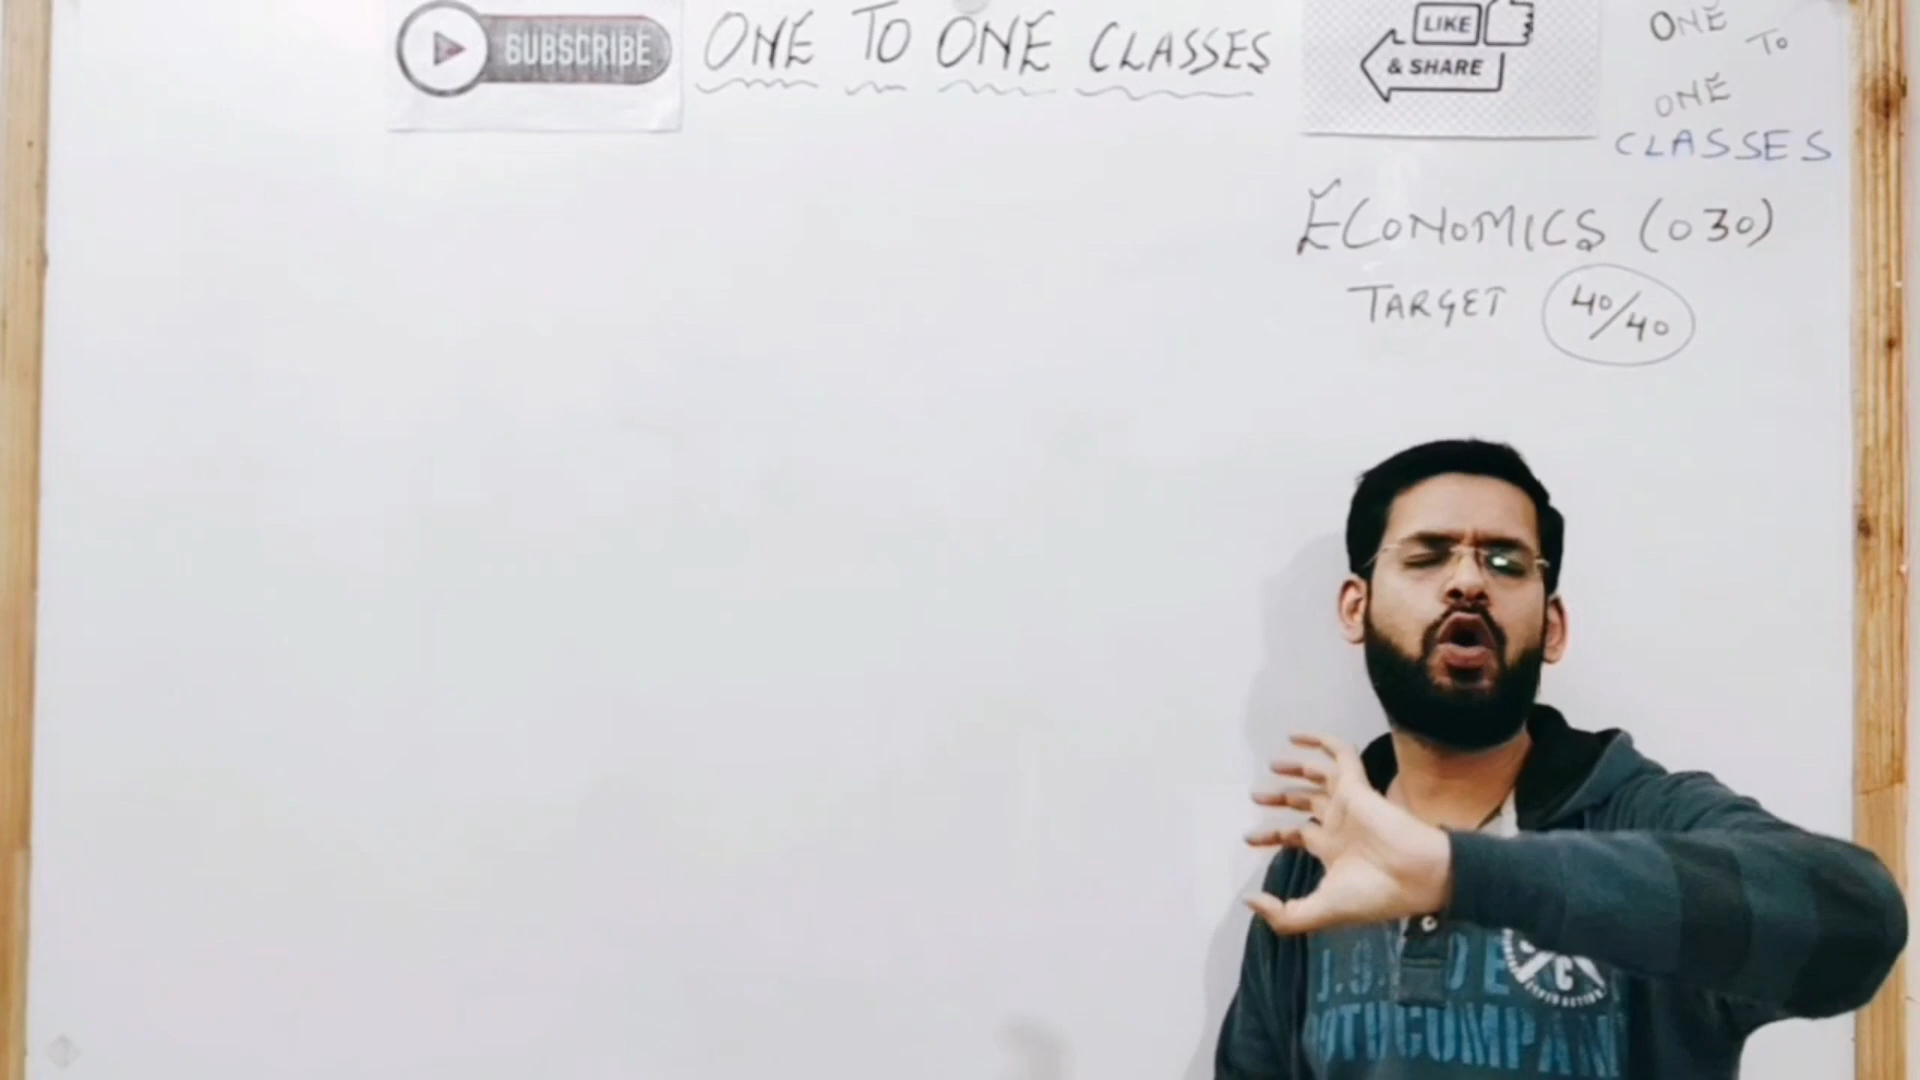 SUBSCRIBE
ONE TO ONE CLASSES
LIKE
& SHARE
ONE TO
ONE
CLASSES
ECONOMICS (030)
TARGET 40/40